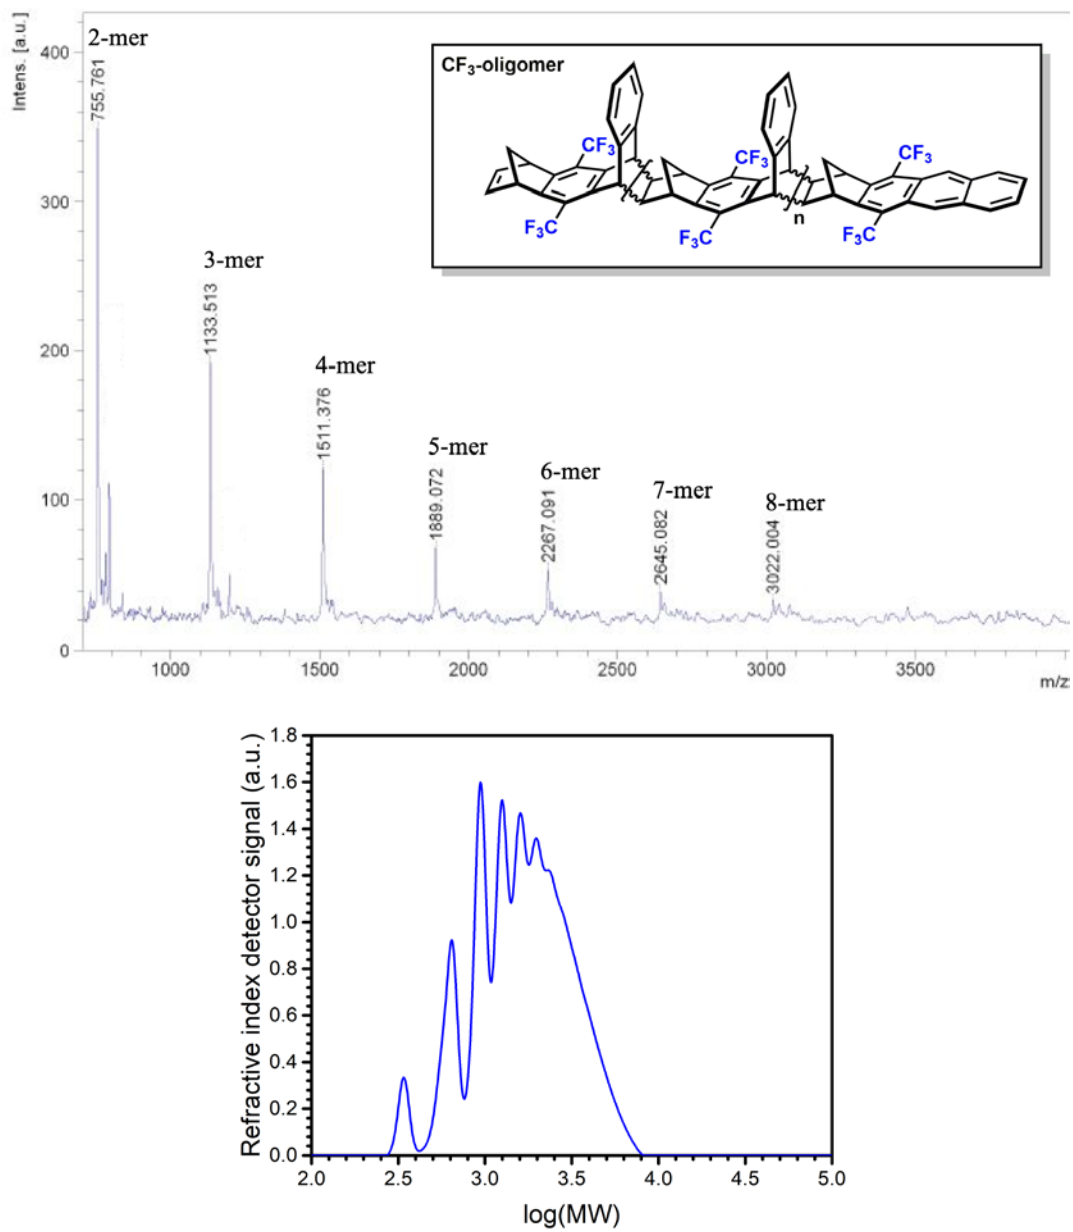 Intens. [a.u.]
400
300
200
100
0
2-mer
755.761
3-mer
1133.513
4-mer
1511.376
5-mer
1889.072
6-mer
2267.091
7-mer
2645.082
8-mer
3022.004
1000 1500 2000 2500 3000 3500
m/z
CF3-oligomer
CF3
CF3
CF3
F3C
F3C
F3C
n
Refractive index detector signal (a.u.)
1.8
1.6
1.4
1.2
1.0
0.8
0.6
0.4
0.2
0.0
2.0 2.5 3.0 3.5 4.0 4.5 5.0
log(MW)